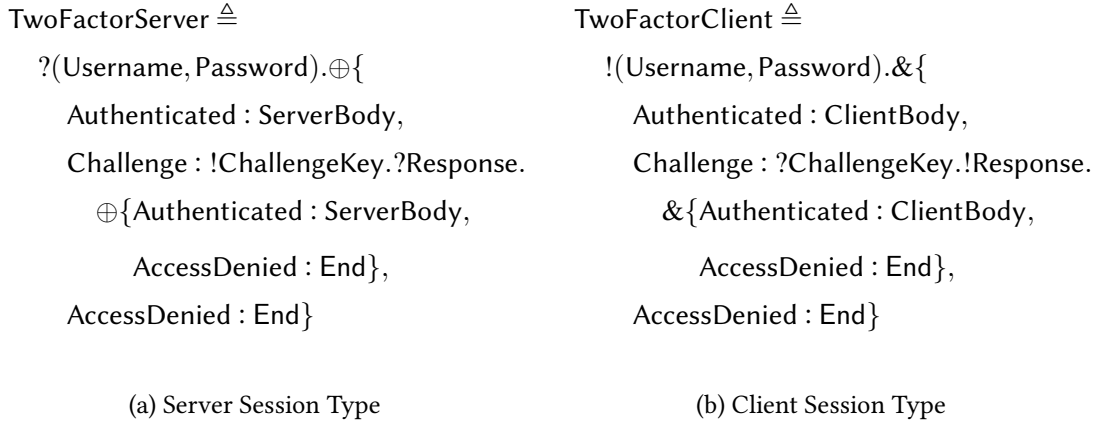 TwoFactorServer ≜
?(Username, Password).⊕{
Authenticated : ServerBody,
Challenge : !ChallengeKey.?Response.
⊕{Authenticated : ServerBody,
AccessDenied : End},
AccessDenied : End}
(a) Server Session Type
TwoFactorClient ≜
!(Username, Password).&{
Authenticated : ClientBody,
Challenge : ?ChallengeKey.!Response.
&{Authenticated : ClientBody,
AccessDenied : End},
AccessDenied : End}
(b) Client Session Type